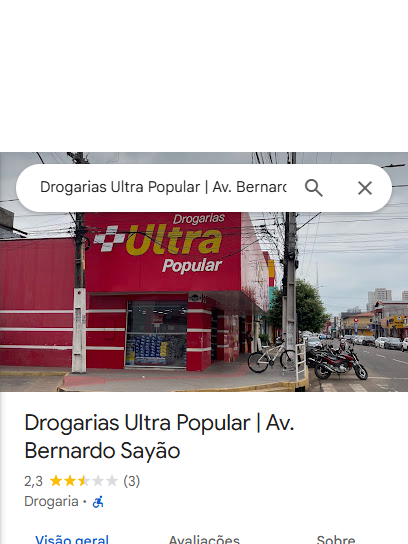 Drogarias Ultra Popular | Av. Bernard
Drogarias
Ultra
Popular
Drogarias Ultra Popular | Av.
Bernardo Sayão
2,3 (3)
Drogaria ·
Visão geral Avaliações Sobre